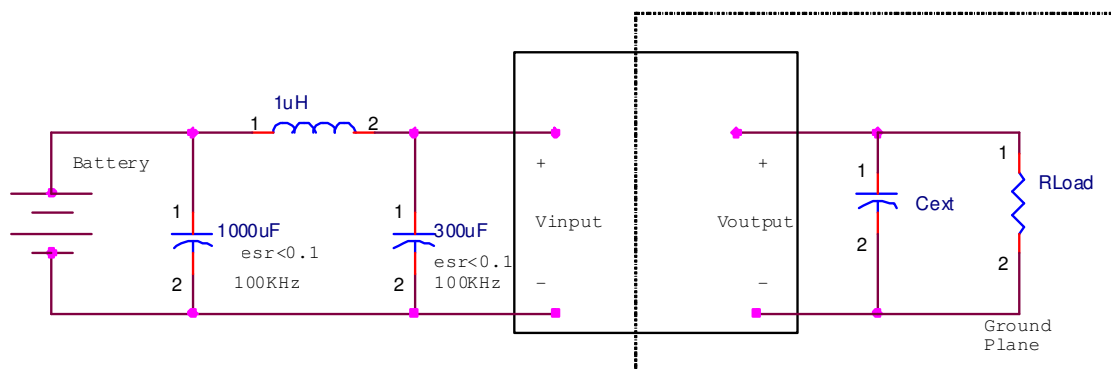 1uH
1
2
Battery
1
1000uF
esr<0.1
2
100KHz
1
300uF
esr<0.1
2
100KHz
+
Vinput
-
+
Voutput
-
1
Cext
2
1
RLoad
2
Ground
Plane